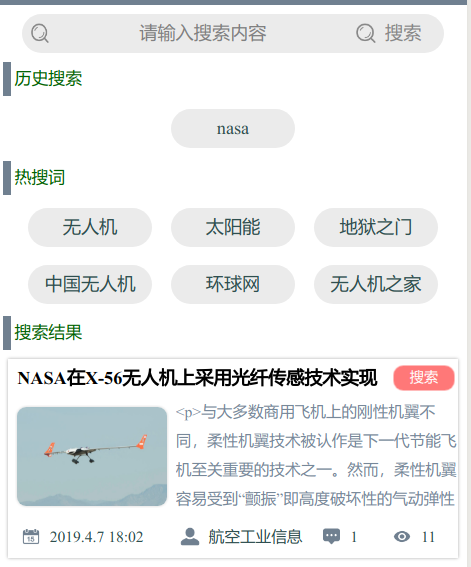 请输入搜索内容 搜索
历史搜索
nasa
热搜词
无人机 太阳能 地狱之门
中国无人机 环球网 无人机之家
搜索结果
NASA在X-56无人机上采用光纤传感技术实现 搜索
<p>与大多数商用飞机上的刚性机翼不
同，柔性机翼技术被认作是下一代节能飞
机至关重要的技术之一。然而，柔性机翼
容易受到“颤振”即高度破坏性的气动弹性
2019.4.7 18:02 航空工业信息 1 11